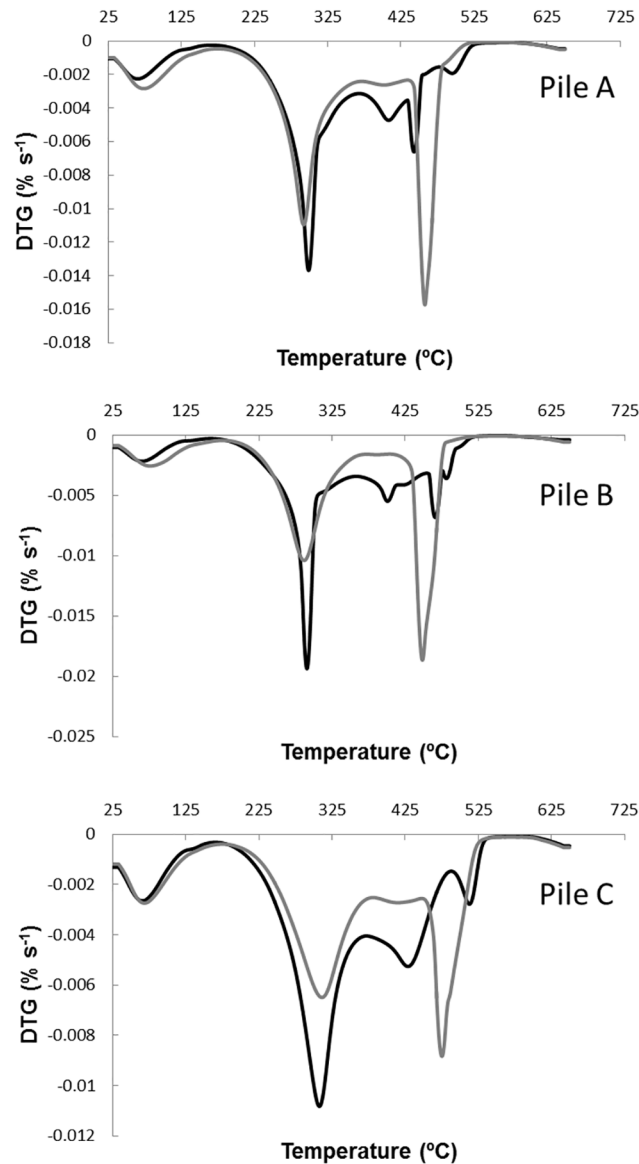 25 125 225 325 425 525 625 725
0
-0.002
-0.004
-0.006
-0.008
-0.01
-0.012
-0.014
-0.016
-0.018
DTG (% s-1)
Pile A
Temperature (ºC)
25 125 225 325 425 525 625 725
0
-0.005
-0.01
-0.015
-0.02
-0.025
DTG (% s-1)
Pile B
Temperature (ºC)
25 125 225 325 425 525 625 725
0
-0.002
-0.004
-0.006
-0.008
-0.01
-0.012
DTG (% s-1)
Pile C
Temperature (ºC)